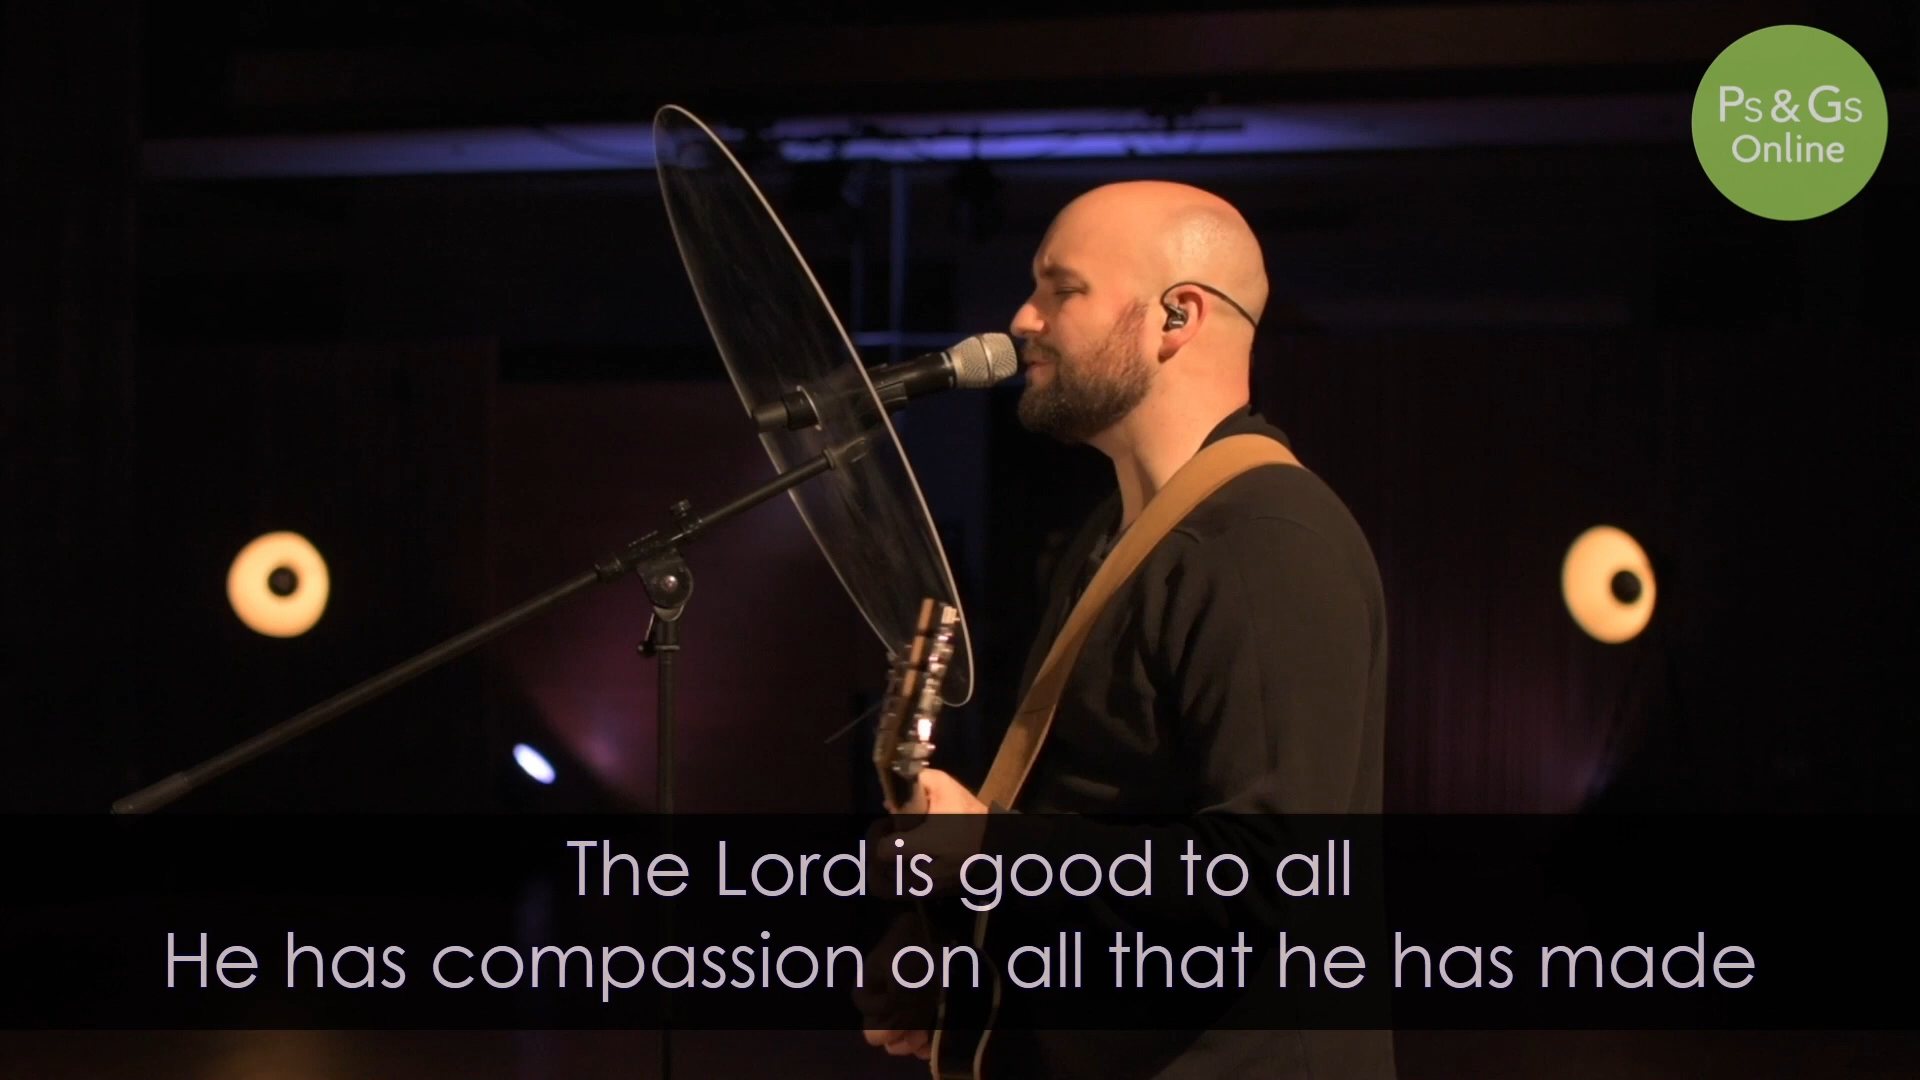 Ps & Gs
Online
The Lord is good to all
He has compassion on all that he has made